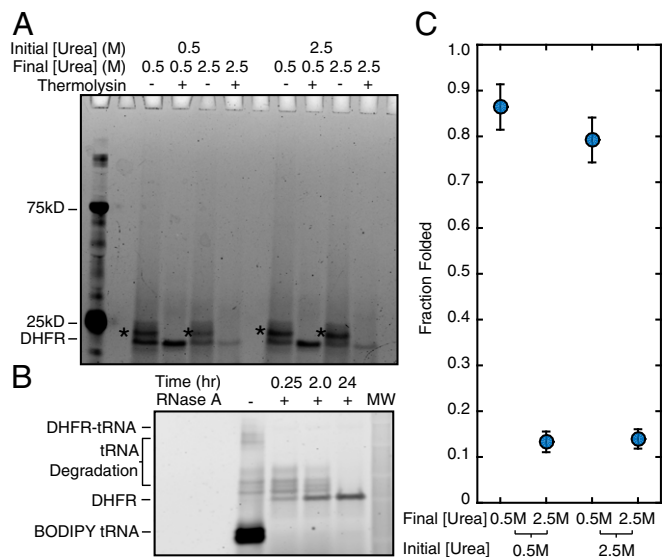 A
Initial [Urea] (M) 0.5 2.5
Final [Urea] (M) 0.5 0.5 2.5 2.5 0.5 0.5 2.5 2.5
Thermolysin - + - + - + - +
75kD
25kD
* * * *
DHFR
B
Time (hr) 0.25 2.0 24
RNase A - + + + MW
DHFR-tRNA
tRNA
Degradation
DHFR
BODIPY tRNA
C
1.0
0.9
0.8
0.7
0.6
0.5
0.4
0.3
0.2
0.1
0
Fraction Folded
Final [Urea] 0.5M 2.5M 0.5M 2.5M
Initial [Urea] 0.5M 2.5M